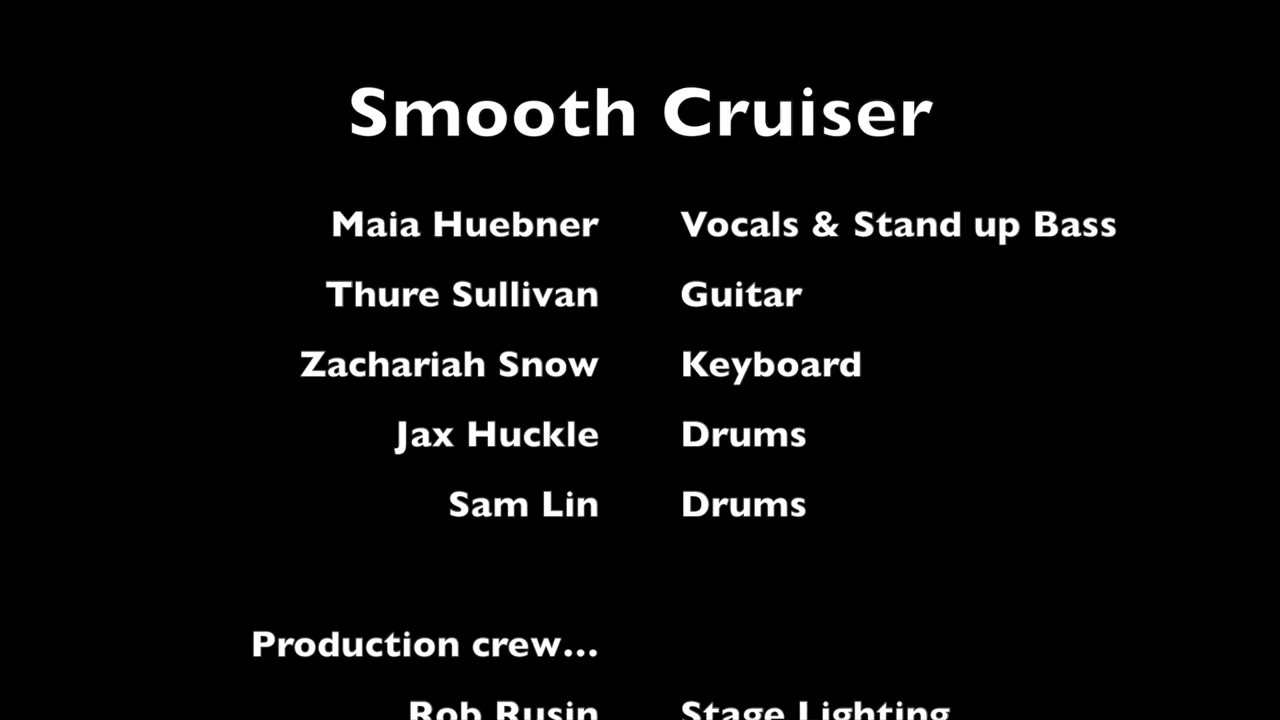 Smooth Cruiser
Maia Huebner Vocals & Stand up Bass
Thure Sullivan Guitar
Zachariah Snow Keyboard
Jax Huckle Drums
Sam Lin Drums
Production crew...
Rob Rusin Stage Lighting